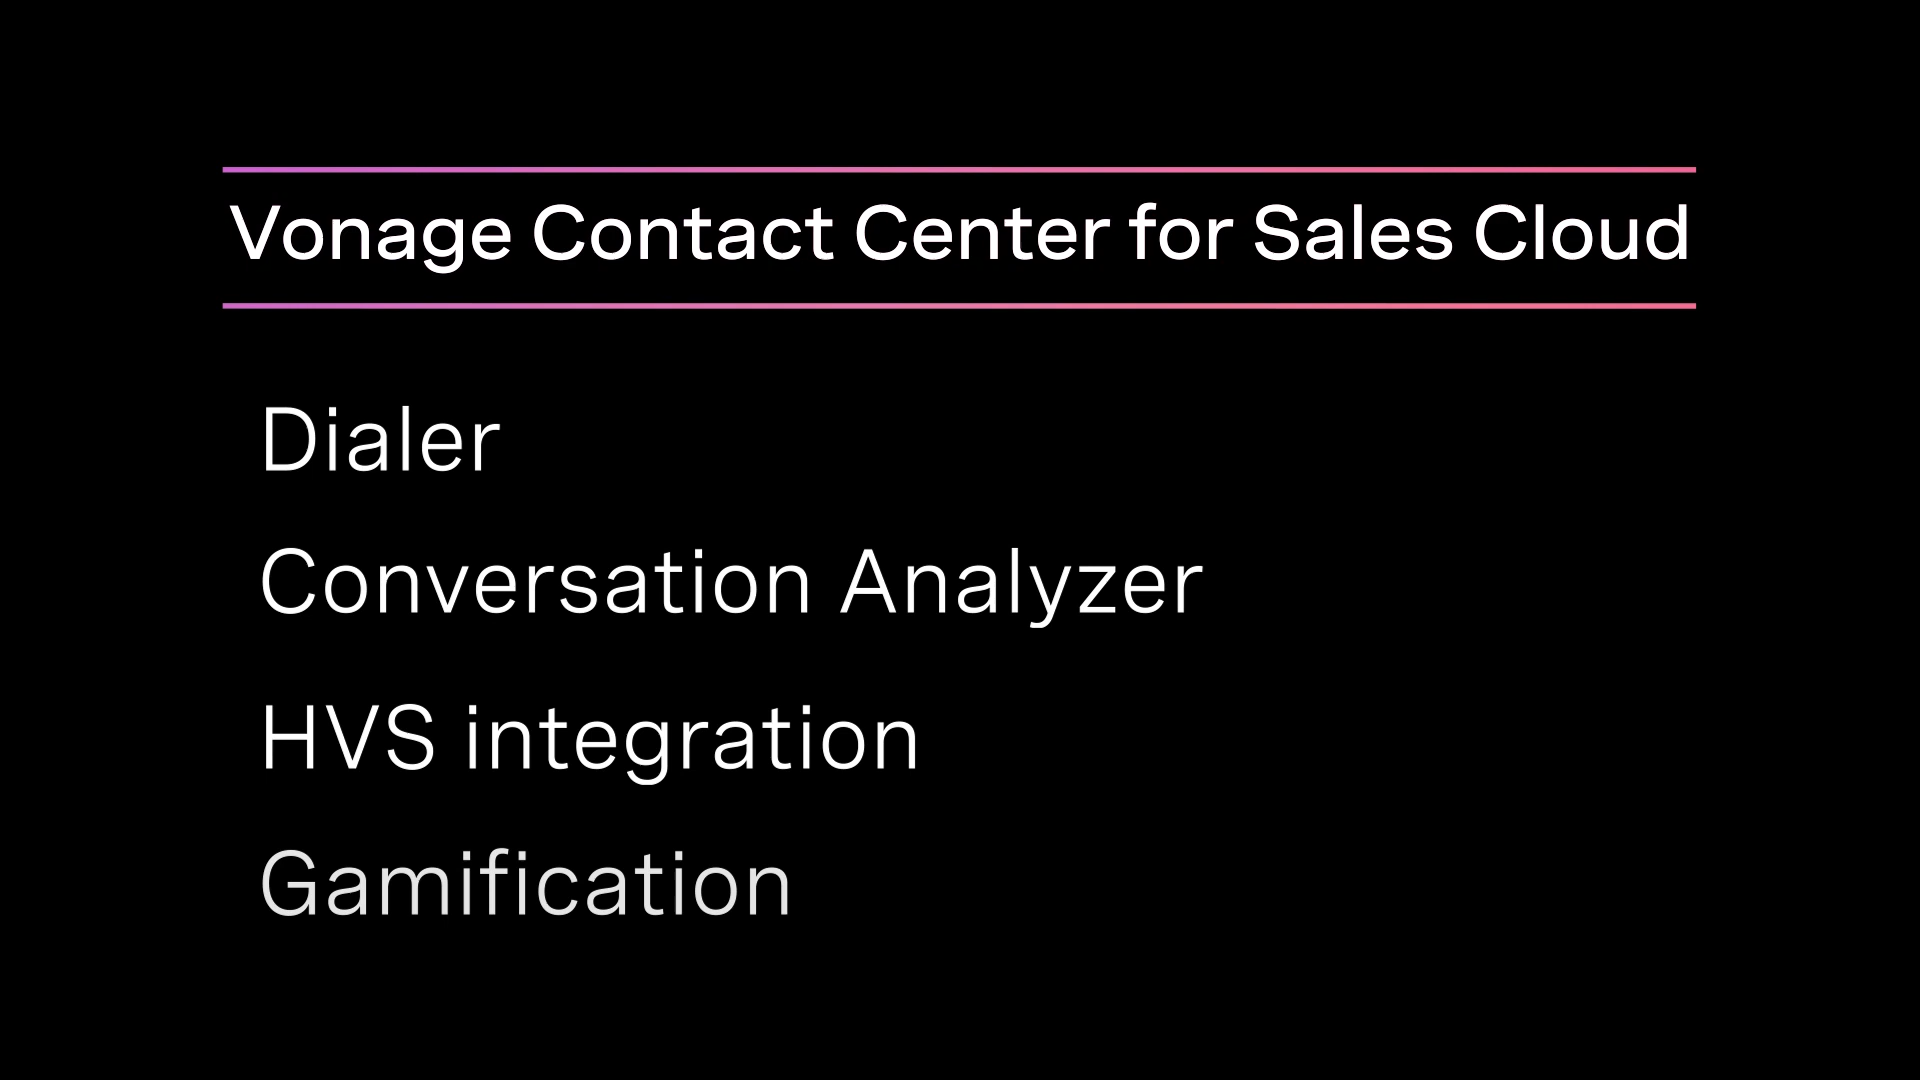 Vonage Contact Center for Sales Cloud
Dialer
Conversation Analyzer
HVS integration
Gamification